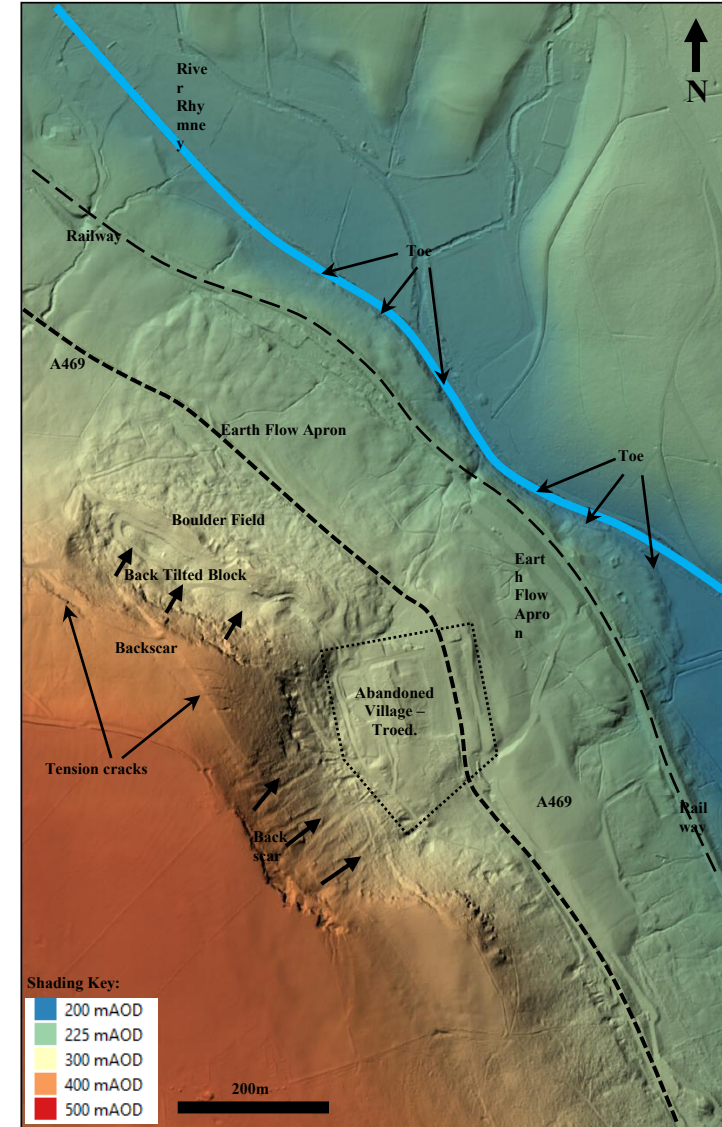 Rive
r
Rhy
mne
y
N
Railway
Toe
A469
Earth Flow Apron
Toe
Boulder Field
Eart
h
Flow
Apro
n
Back Tilted Block
Backscar
Abandoned
Village –
Troed.
Tension cracks
A469
Rail
way
Back
scar
Shading Key:
200 mAOD
225 mAOD
300 mAOD
400 mAOD
500 mAOD
200m